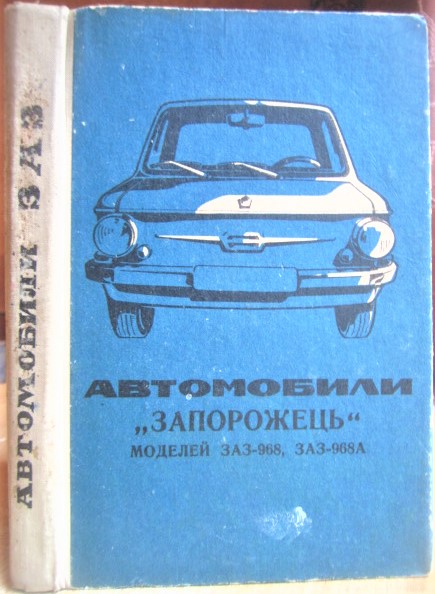 АВТОМОБИЛИ ЗАЗ
АВТОМОБИЛИ
„ЗАПОРОЖЕЦЬ“
МОДЕЛЕЙ ЗАЗ-968, ЗАЗ-968А